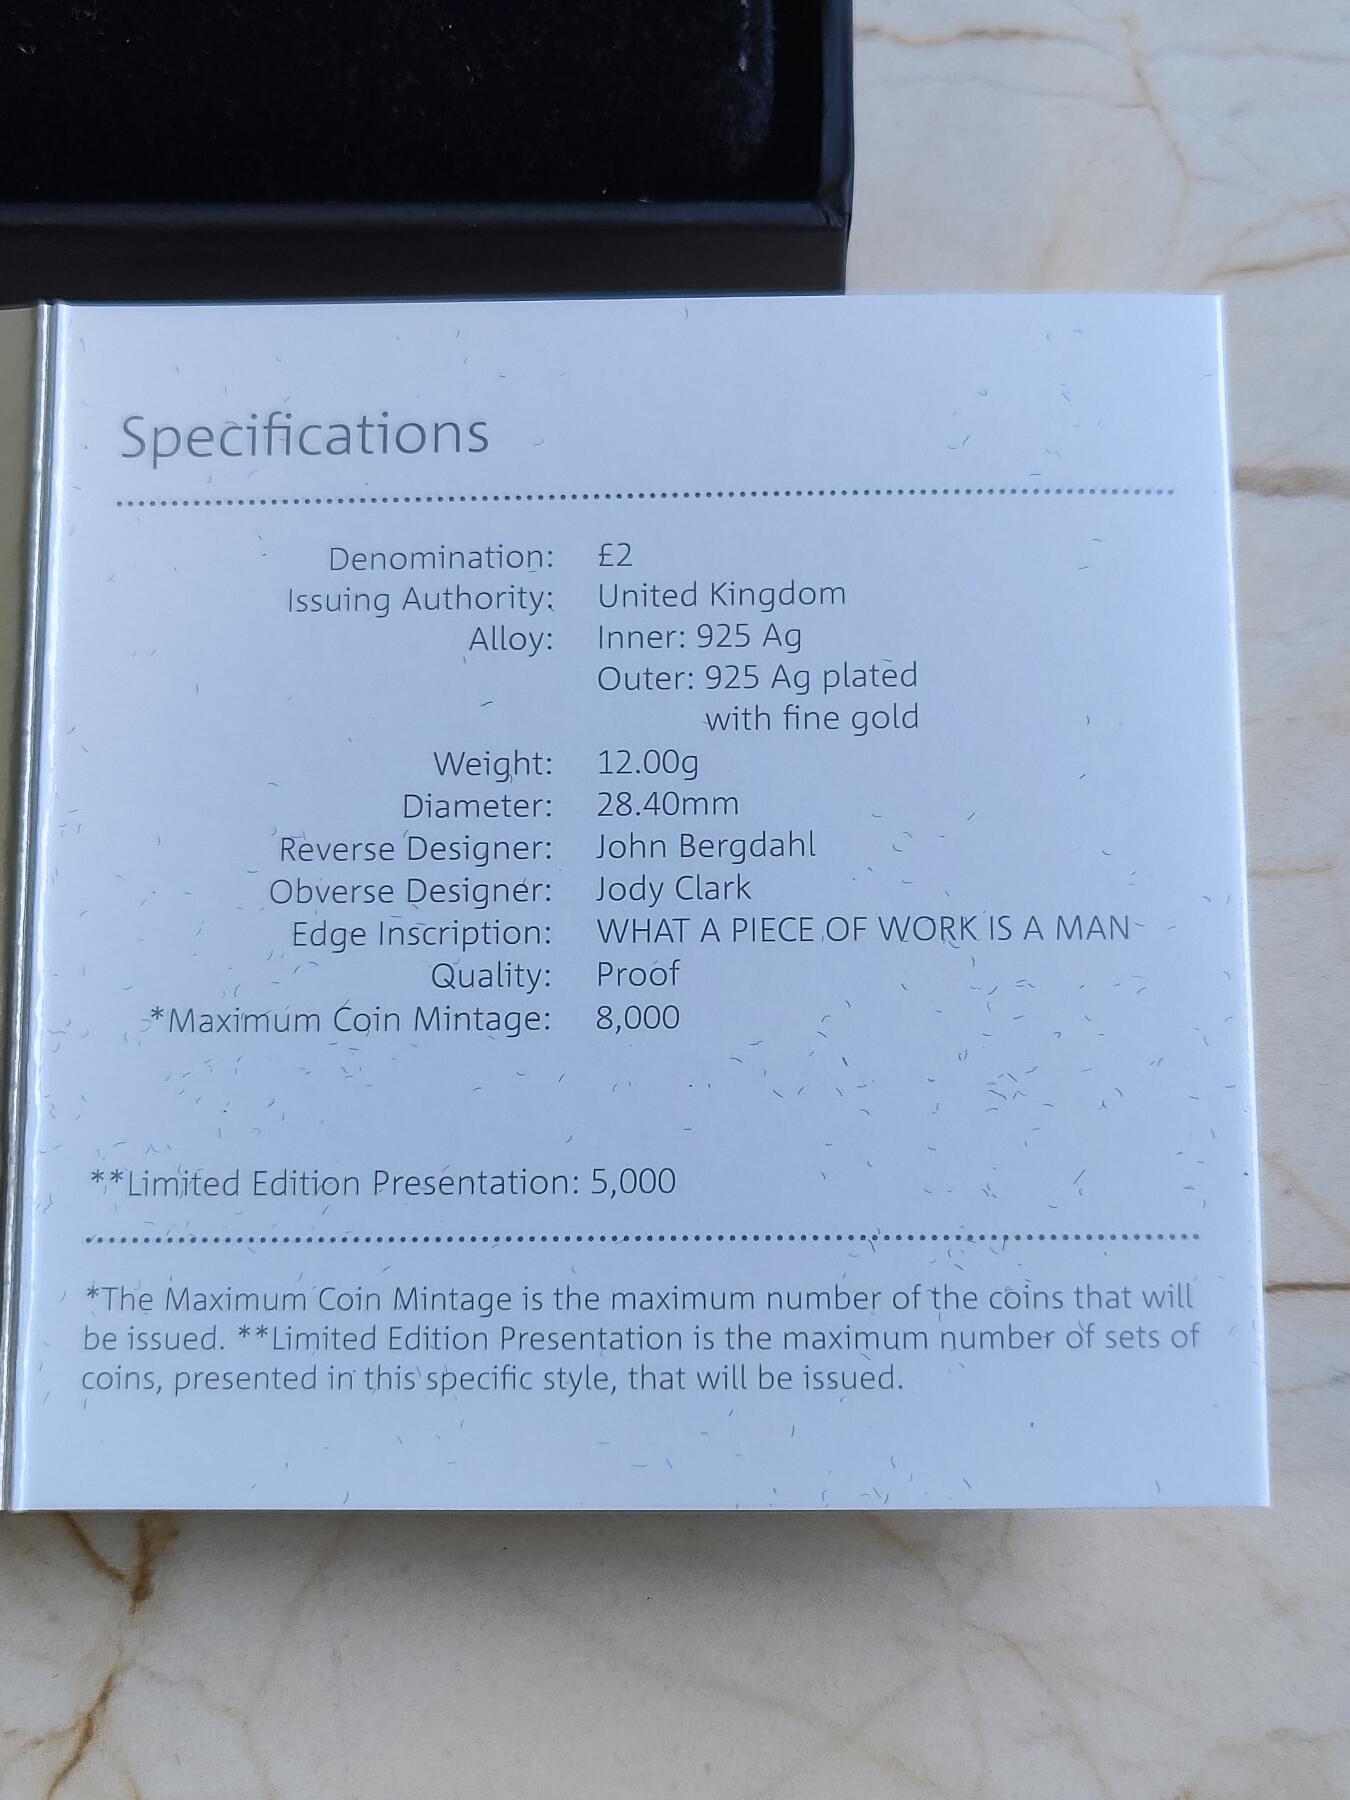 Specifications
Denomination: £2
Issuing Authority: United Kingdom
Alloy: Inner: 925 Ag
Outer: 925 Ag plated
with fine gold
Weight: 12.00g
Diameter: 28.40mm
Reverse Designer: John Bergdahl
Obverse Designer: Jody Clark
Edge Inscription: WHAT A PIECE OF WORK IS A MAN
Quality: Proof
*Maximum Coin Mintage: 8,000
**Limited Edition Presentation: 5,000
*The Maximum Coin Mintage is the maximum number of the coins that will
be issued. **Limited Edition Presentation is the maximum number of sets of
coins, presented in this specific style, that will be issued.